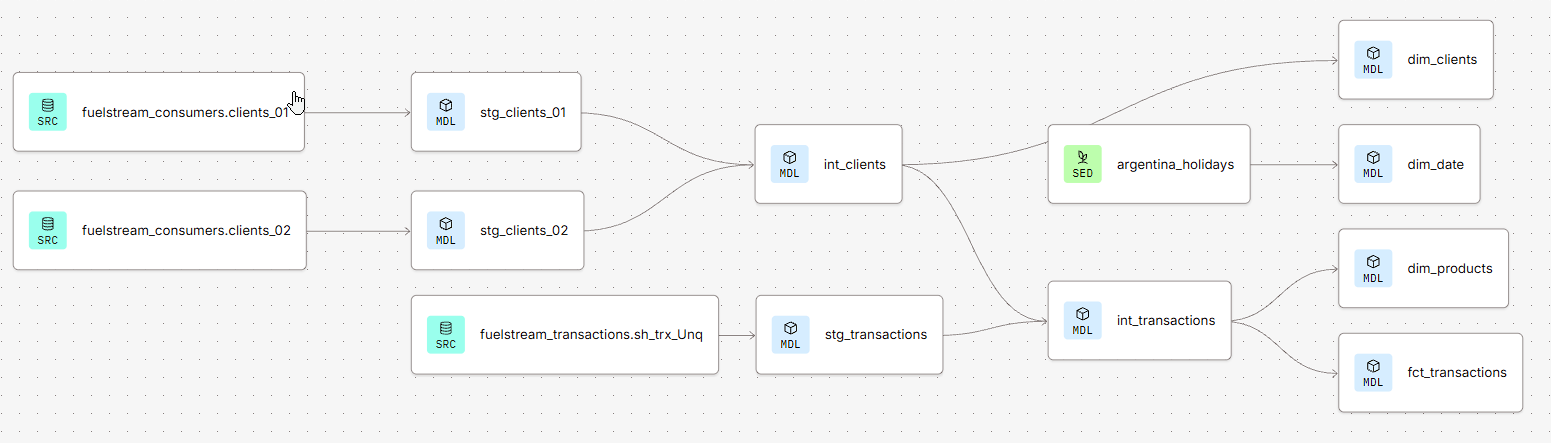 dim_clients
MDL
fuelstream_consumers.clients_01
SRC
stg_clients_01
MDL
int_clients
MDL
argentina_holidays
SED
dim_date
MDL
fuelstream_consumers.clients_02
SRC
stg_clients_02
MDL
dim_products
MDL
fuelstream_transactions.sh_trx_Unq
SRC
stg_transactions
MDL
int_transactions
MDL
fct_transactions
MDL